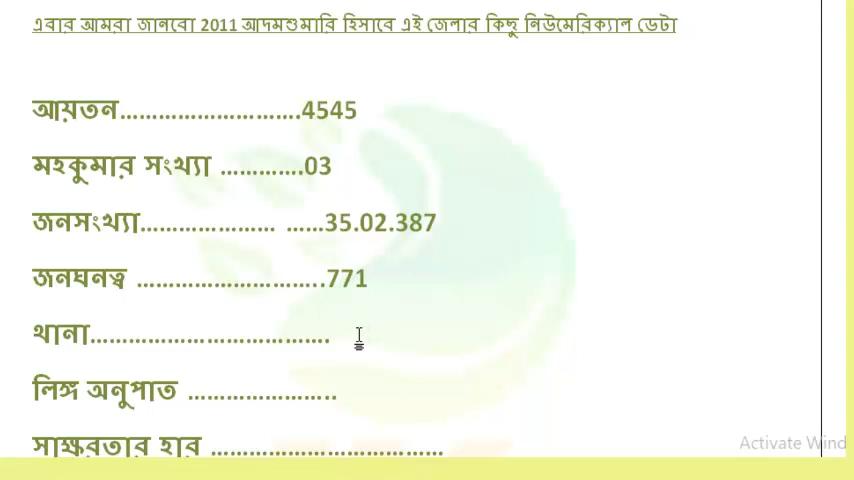 এবার আমরা জানবো 2011 আদমশুমারি হিসাবে এই জেলার কিছু নিউমেরিক্যাল ডেটা
আয়তন……………………….4545
মহকুমার সংখ্যা ………….03
জনসংখ্যা………………… ……35.02.387
জনঘনত্ব ………………………..771
থানা……………………………….
লিঙ্গ অনুপাত …………………..
সাক্ষরতার হার ………………………………
Activate Wind